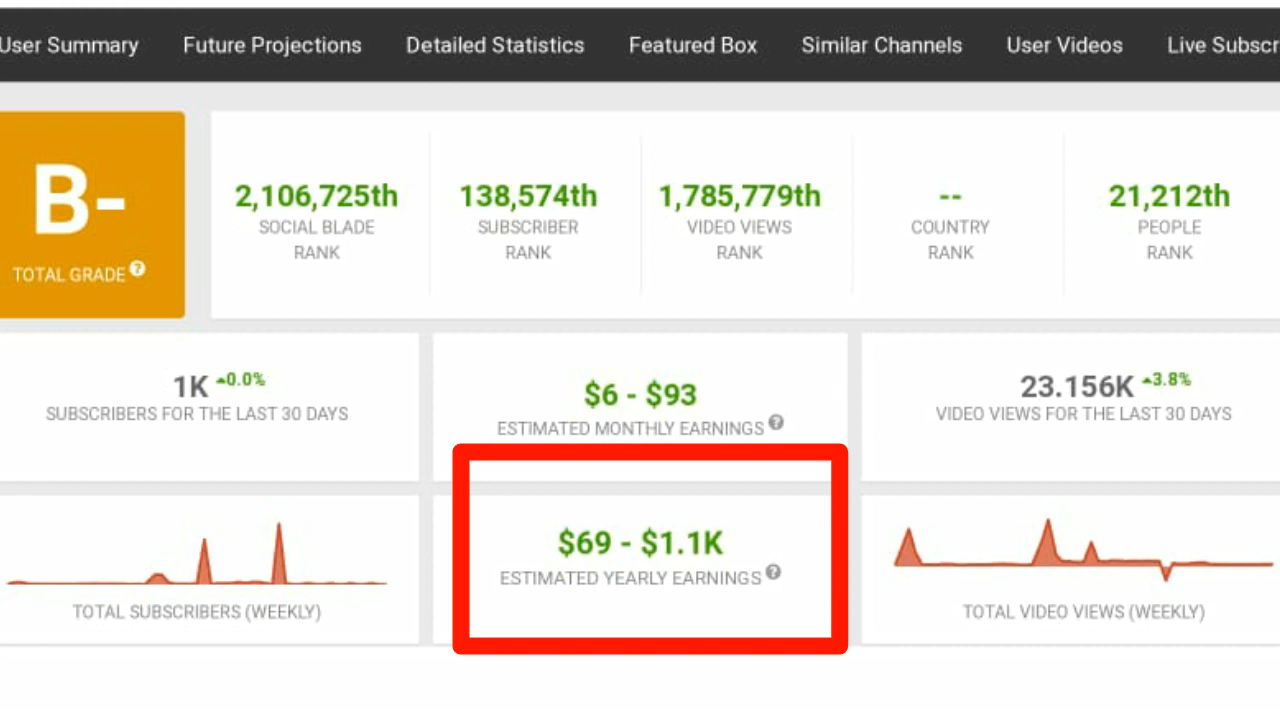 User Summary Future Projections Detailed Statistics Featured Box Similar Channels User Videos Live Subscr
B-
TOTAL GRADE ?
2,106,725th
SOCIAL BLADE
RANK
138,574th
SUBSCRIBER
RANK
1,785,779th
VIDEO VIEWS
RANK
--
COUNTRY
RANK
21,212th
PEOPLE
RANK
1K 0.0%
SUBSCRIBERS FOR THE LAST 30 DAYS
$6 - $93
ESTIMATED MONTHLY EARNINGS ?
23.156K 3.8%
VIDEO VIEWS FOR THE LAST 30 DAYS
TOTAL SUBSCRIBERS (WEEKLY)
$69 - $1.1K
ESTIMATED YEARLY EARNINGS ?
TOTAL VIDEO VIEWS (WEEKLY)